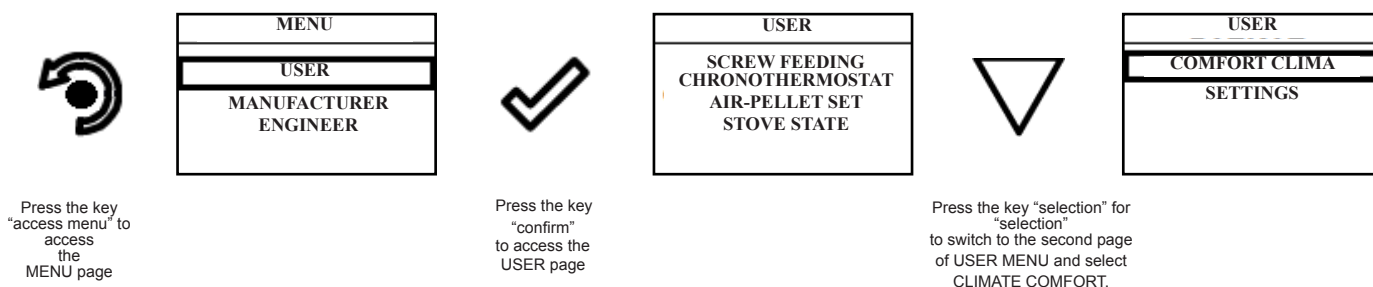 MENU
USER
MANUFACTURER
ENGINEER
USER
SCREW FEEDING
CHRONOTHERMOSTAT
AIR-PELLET SET
STOVE STATE
USER
COMFORT CLIMA
SETTINGS
Press the key
“access menu” to
access
the
MENU page
Press the key
“confirm”
to access the
USER page
Press the key “selection” for
“selection”
to switch to the second page
of USER MENU and select
CLIMATE COMFORT.